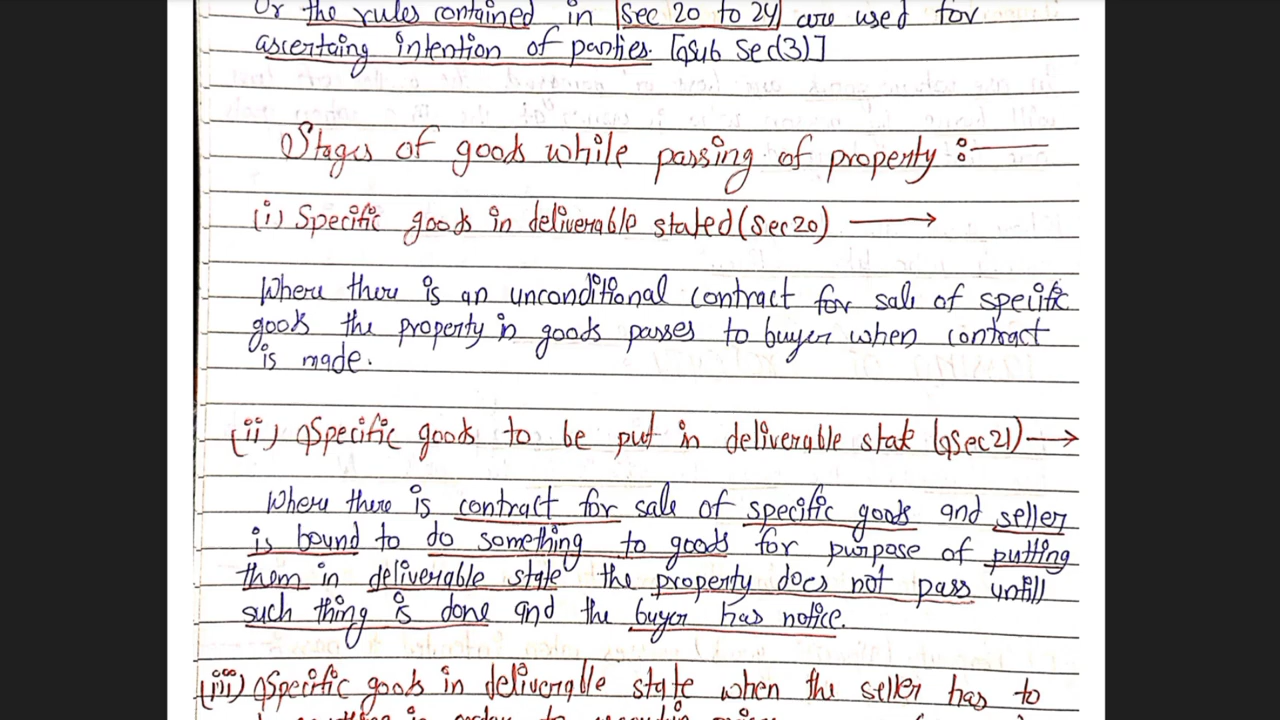 Or the rules contained in [Sec 20 to 24] are used for
ascertaing intention of parties. [Sub Sec(3)]
Stages of goods while passing of property :-
(i) Specific goods in deliverable stated (Sec 20) →
Where there is an unconditional contract for sale of specific
goods the property in goods passes to buyer when contract
is made.
(ii) Specific goods to be put in deliverable state (Sec 21) →
Where there is contract for sale of specific goods and seller
is bound to do something to goods for purpose of putting
them in deliverable state the property does not pass untill
such thing is done and the buyer has notice.
(iii) Specific goods in deliverable state when the seller has to